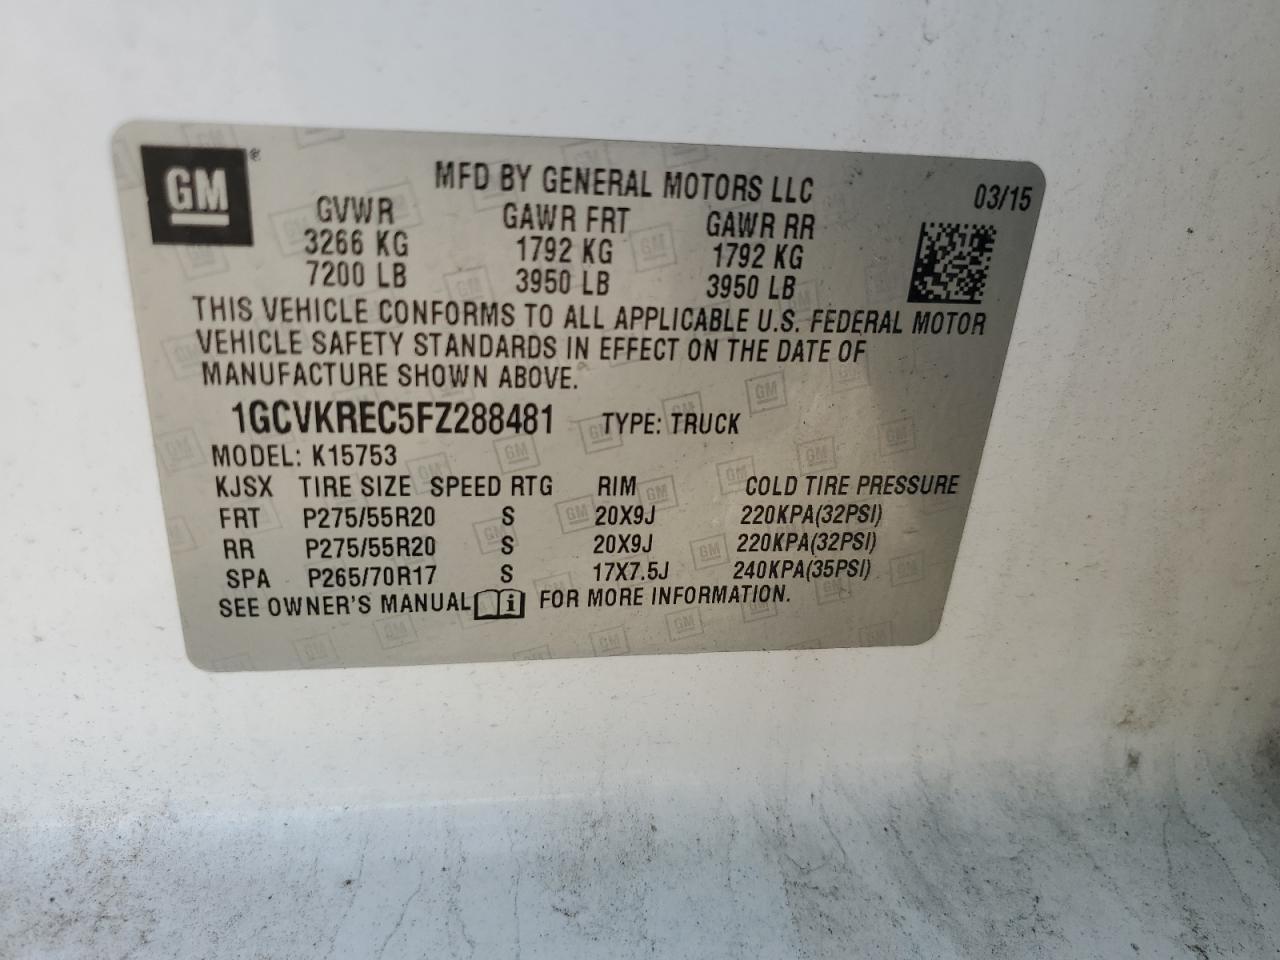 GM ®
MFD BY GENERAL MOTORS LLC 03/15
GVWR GAWR FRT GAWR RR
3266 KG 1792 KG 1792 KG
7200 LB 3950 LB 3950 LB
THIS VEHICLE CONFORMS TO ALL APPLICABLE U.S. FEDERAL MOTOR
VEHICLE SAFETY STANDARDS IN EFFECT ON THE DATE OF
MANUFACTURE SHOWN ABOVE.
1GCVKREC5FZ288481 TYPE: TRUCK
MODEL: K15753
KJSX TIRE SIZE SPEED RTG RIM COLD TIRE PRESSURE
FRT P275/55R20 S 20X9J 220KPA(32PSI)
RR P275/55R20 S 20X9J 220KPA(32PSI)
SPA P265/70R17 S 17X7.5J 240KPA(35PSI)
SEE OWNER'S MANUAL i FOR MORE INFORMATION.